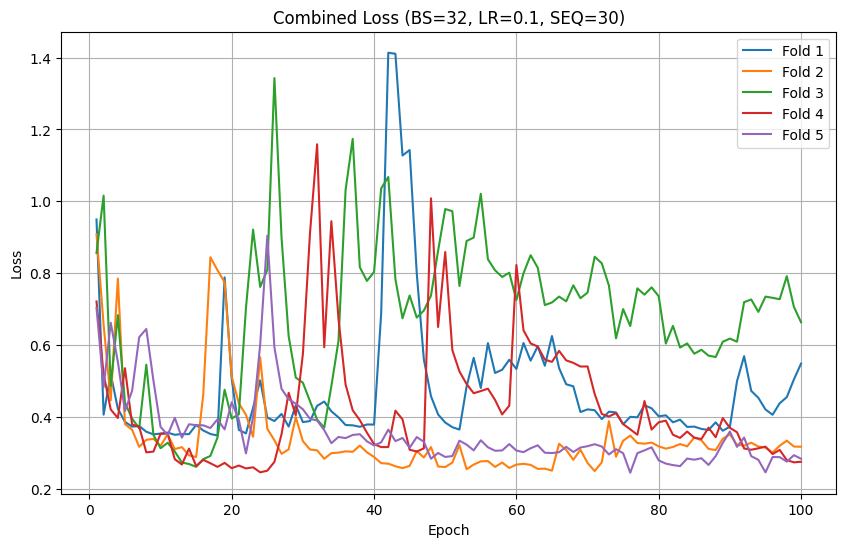 Combined Loss (BS=32, LR=0.1, SEQ=30)
Fold 1
Fold 2
Fold 3
Fold 4
Fold 5
1.4
1.2
1.0
0.8
0.6
0.4
0.2
Loss
0 20 40 60 80 100
Epoch